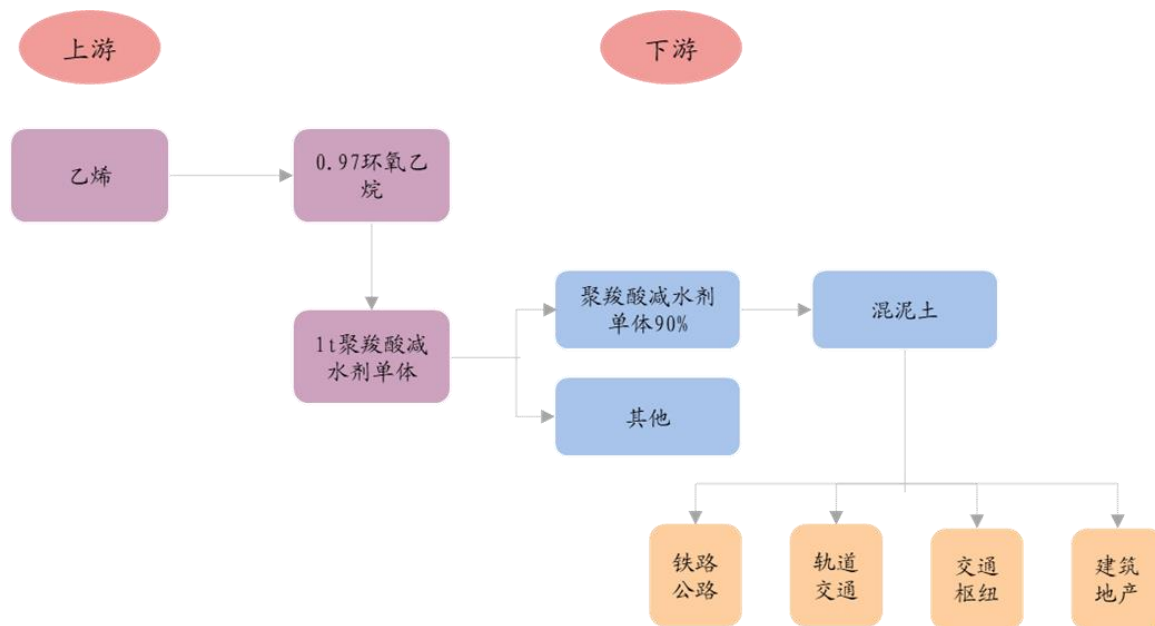 上游
下游
乙烯
0.97环氧乙
烷
1t聚羧酸减
水剂单体
聚羧酸减水剂
单体90%
混泥土
其他
铁路
公路
轨道
交通
交通
枢纽
建筑
地产